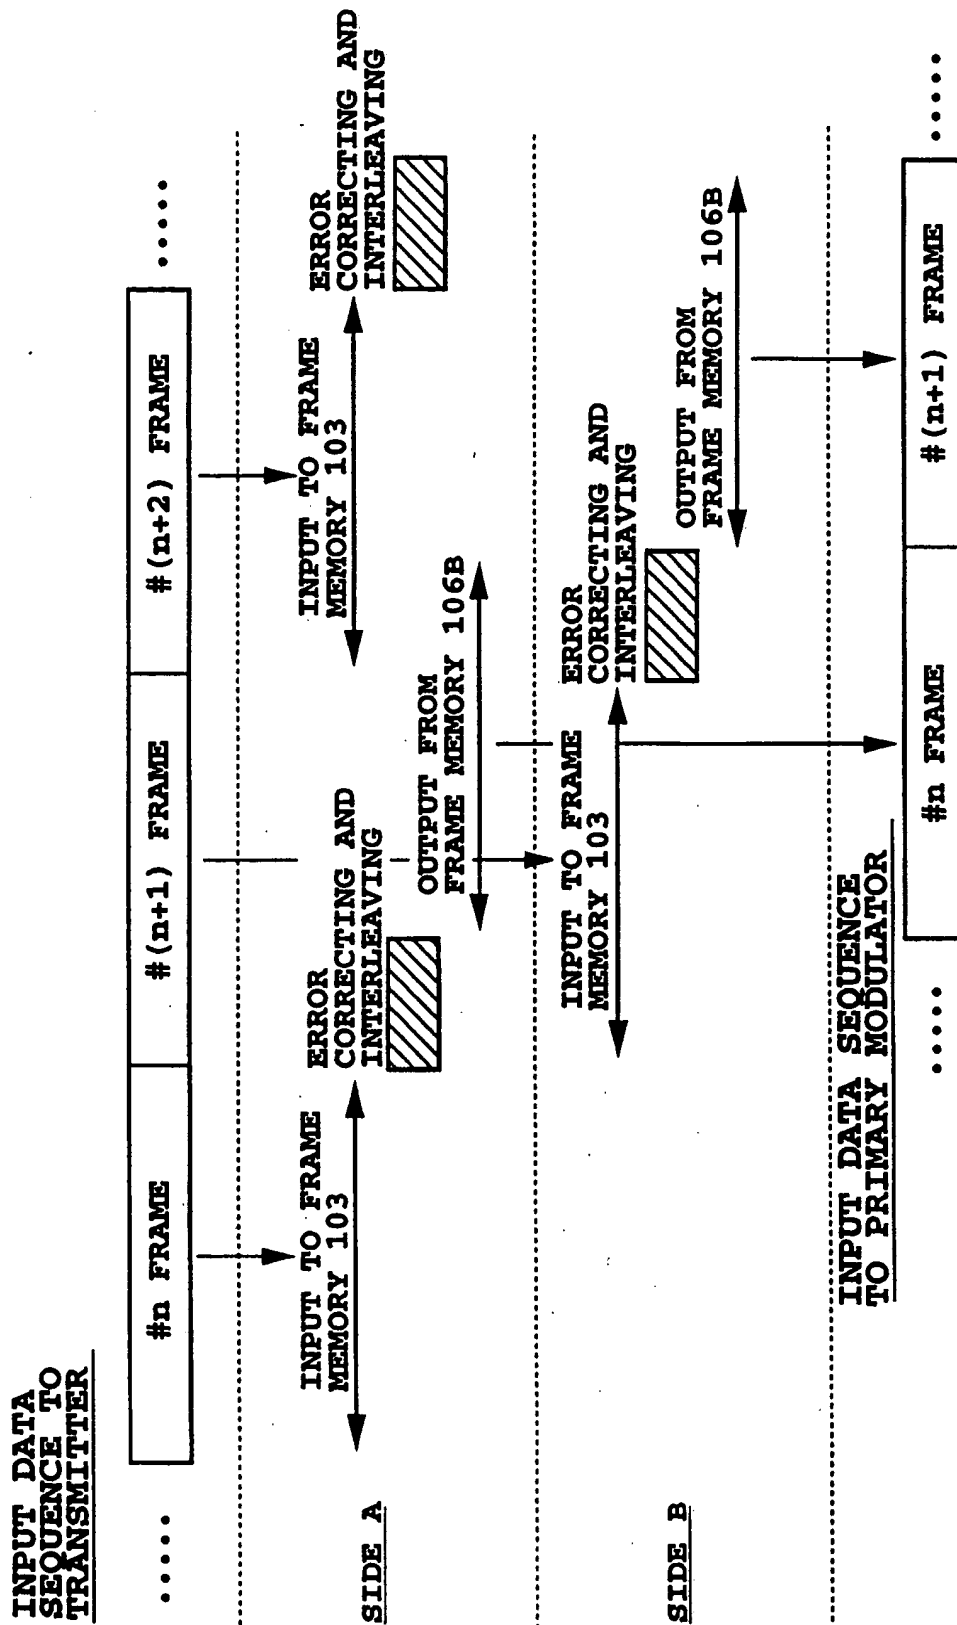 INPUT DATA
SEQUENCE TO
TRANSMITTER
.....
#n FRAME
#(n+1) FRAME
#(n+2) FRAME
.....
SIDE A
INPUT TO FRAME
MEMORY 103
ERROR
CORRECTING AND
INTERLEAVING
OUTPUT FROM
FRAME MEMORY 106B
INPUT TO FRAME
MEMORY 103
ERROR
CORRECTING AND
INTERLEAVING
SIDE B
INPUT TO FRAME
MEMORY 103
ERROR
CORRECTING AND
INTERLEAVING
OUTPUT FROM
FRAME MEMORY 106B
INPUT DATA SEQUENCE
TO PRIMARY MODULATOR
.....
#n FRAME
#(n+1) FRAME
.....